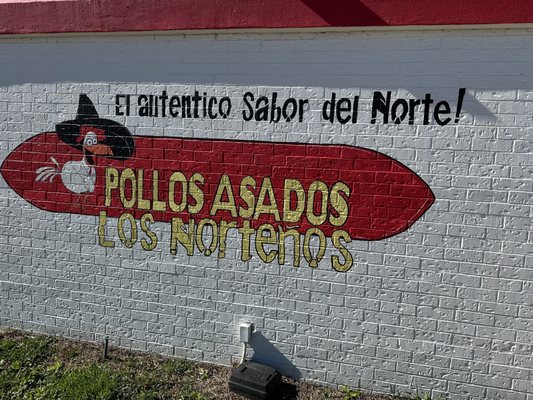 El autentico Sabor del Norte!
POLLOS ASADOS
LOS NorteñOS